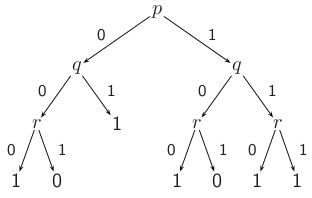 p
0 1
q q
0 1 0 1
r 1 r r
0 1 0 1 0 1
1 0 1 0 1 1